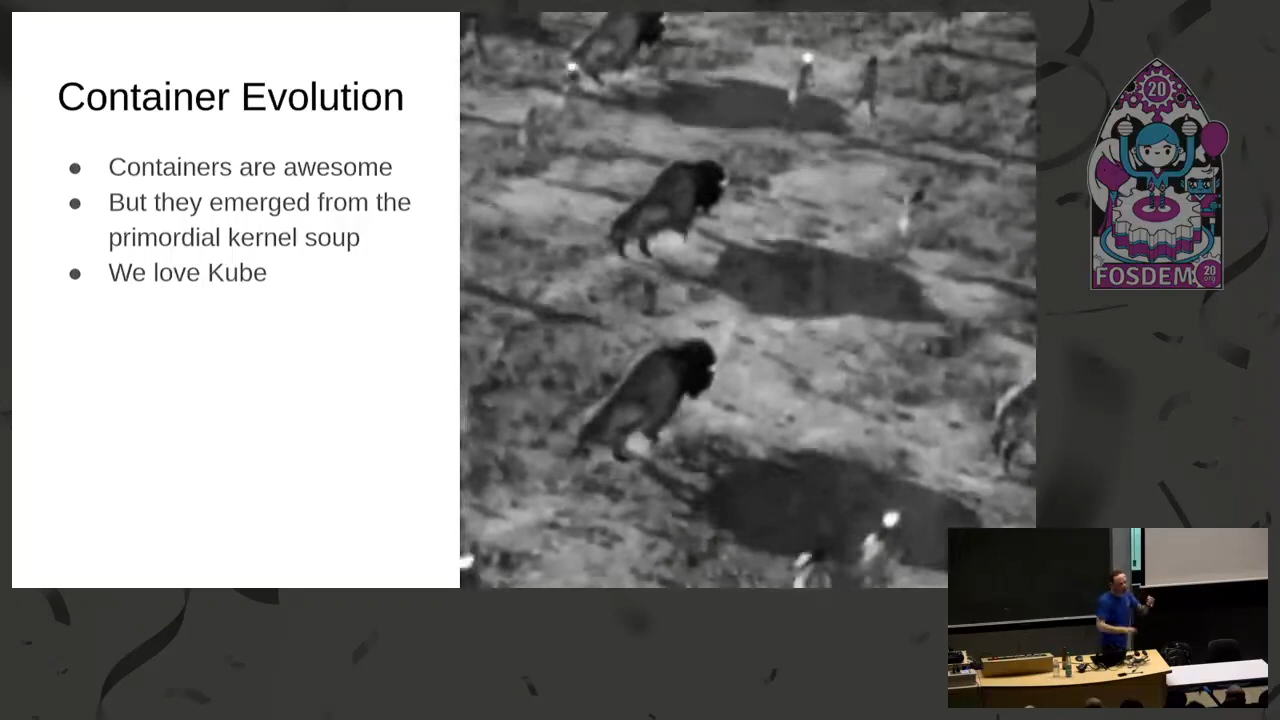 Container Evolution
● Containers are awesome
● But they emerged from the
primordial kernel soup
● We love Kube
20
FOSDEM
20
org